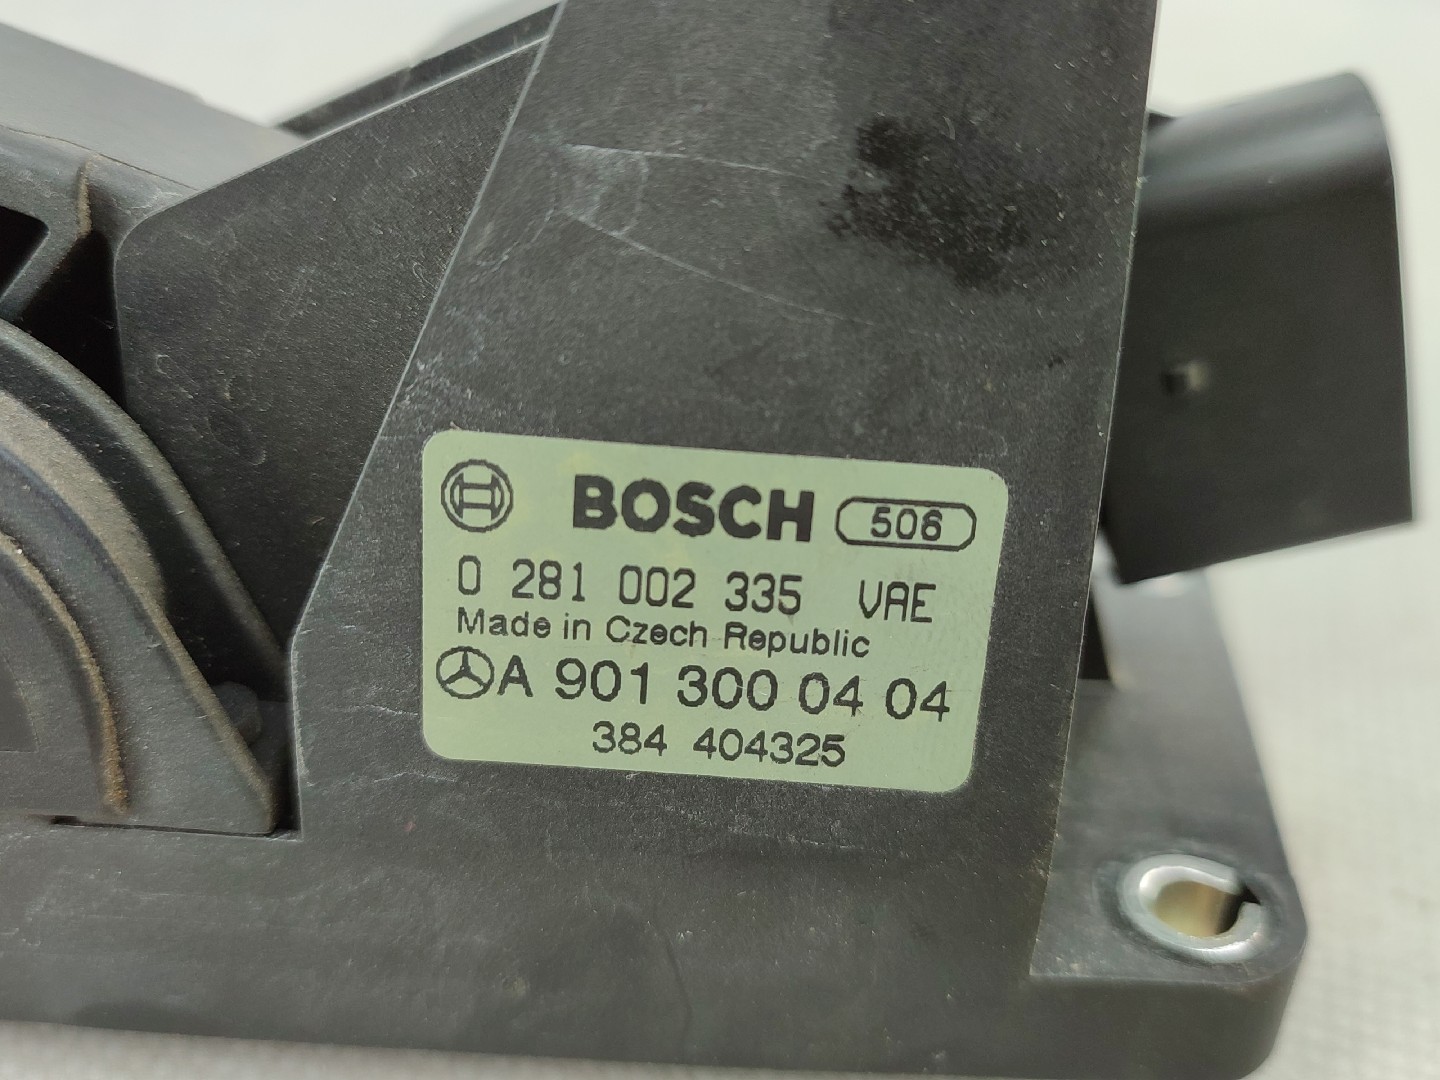 BOSCH 506
0 281 002 335 VAE
Made in Czech Republic
A 901 300 04 04
384 404325